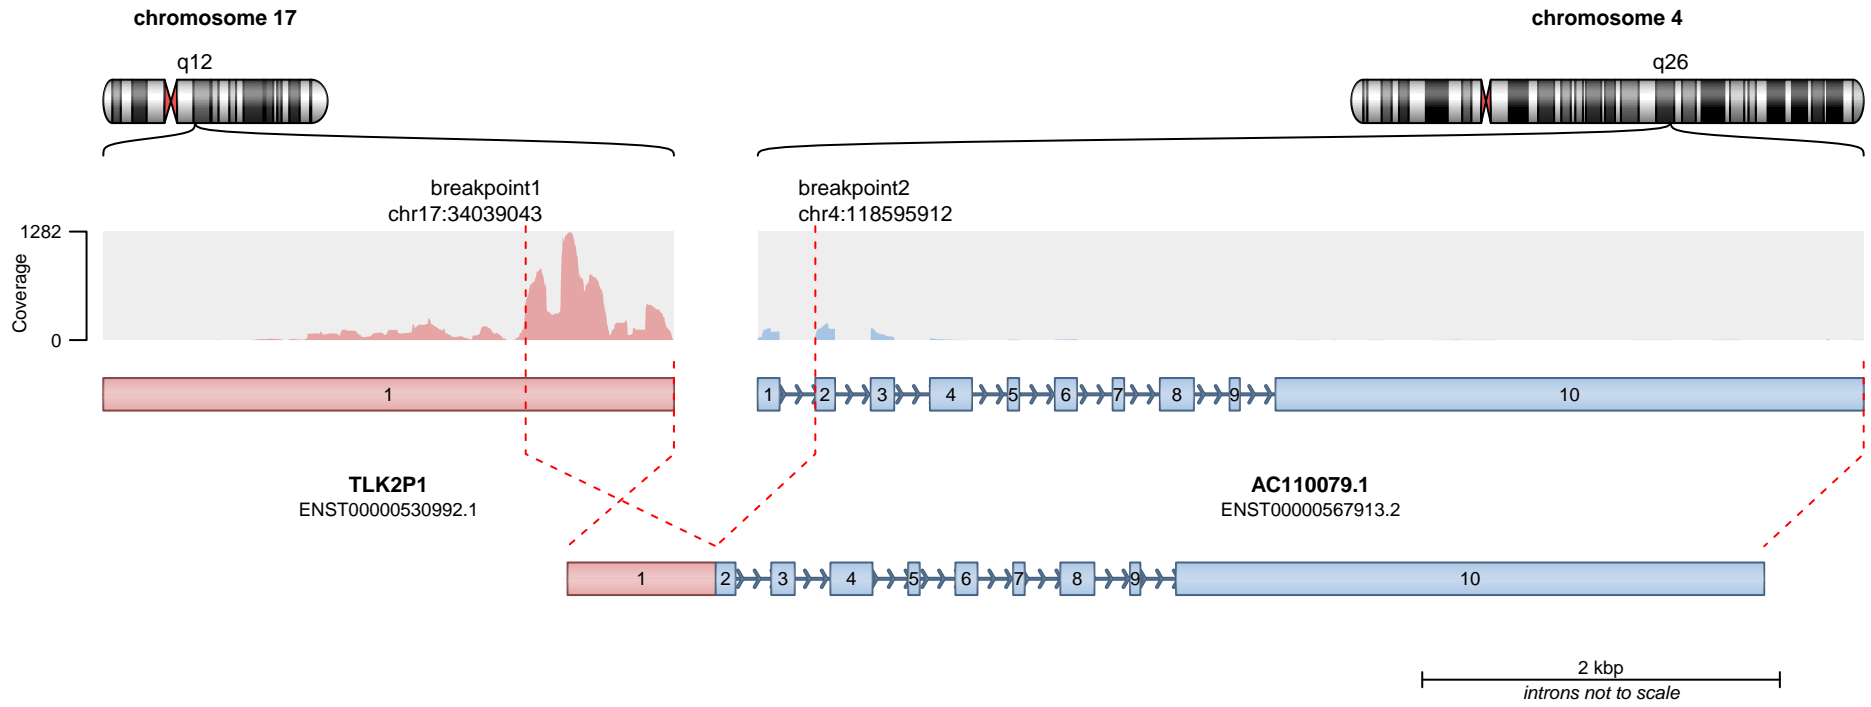 chromosome 17
chromosome 4
q12
q26
breakpoint1
chr17:34039043
breakpoint2
chr4:118595912
Coverage
1282
0
1
1 2 3 4 5 6 7 8 9 10
TLK2P1
ENST00000530992.1
AC110079.1
ENST00000567913.2
1 2 3 4 5 6 7 8 9 10
2 kbp
introns not to scale